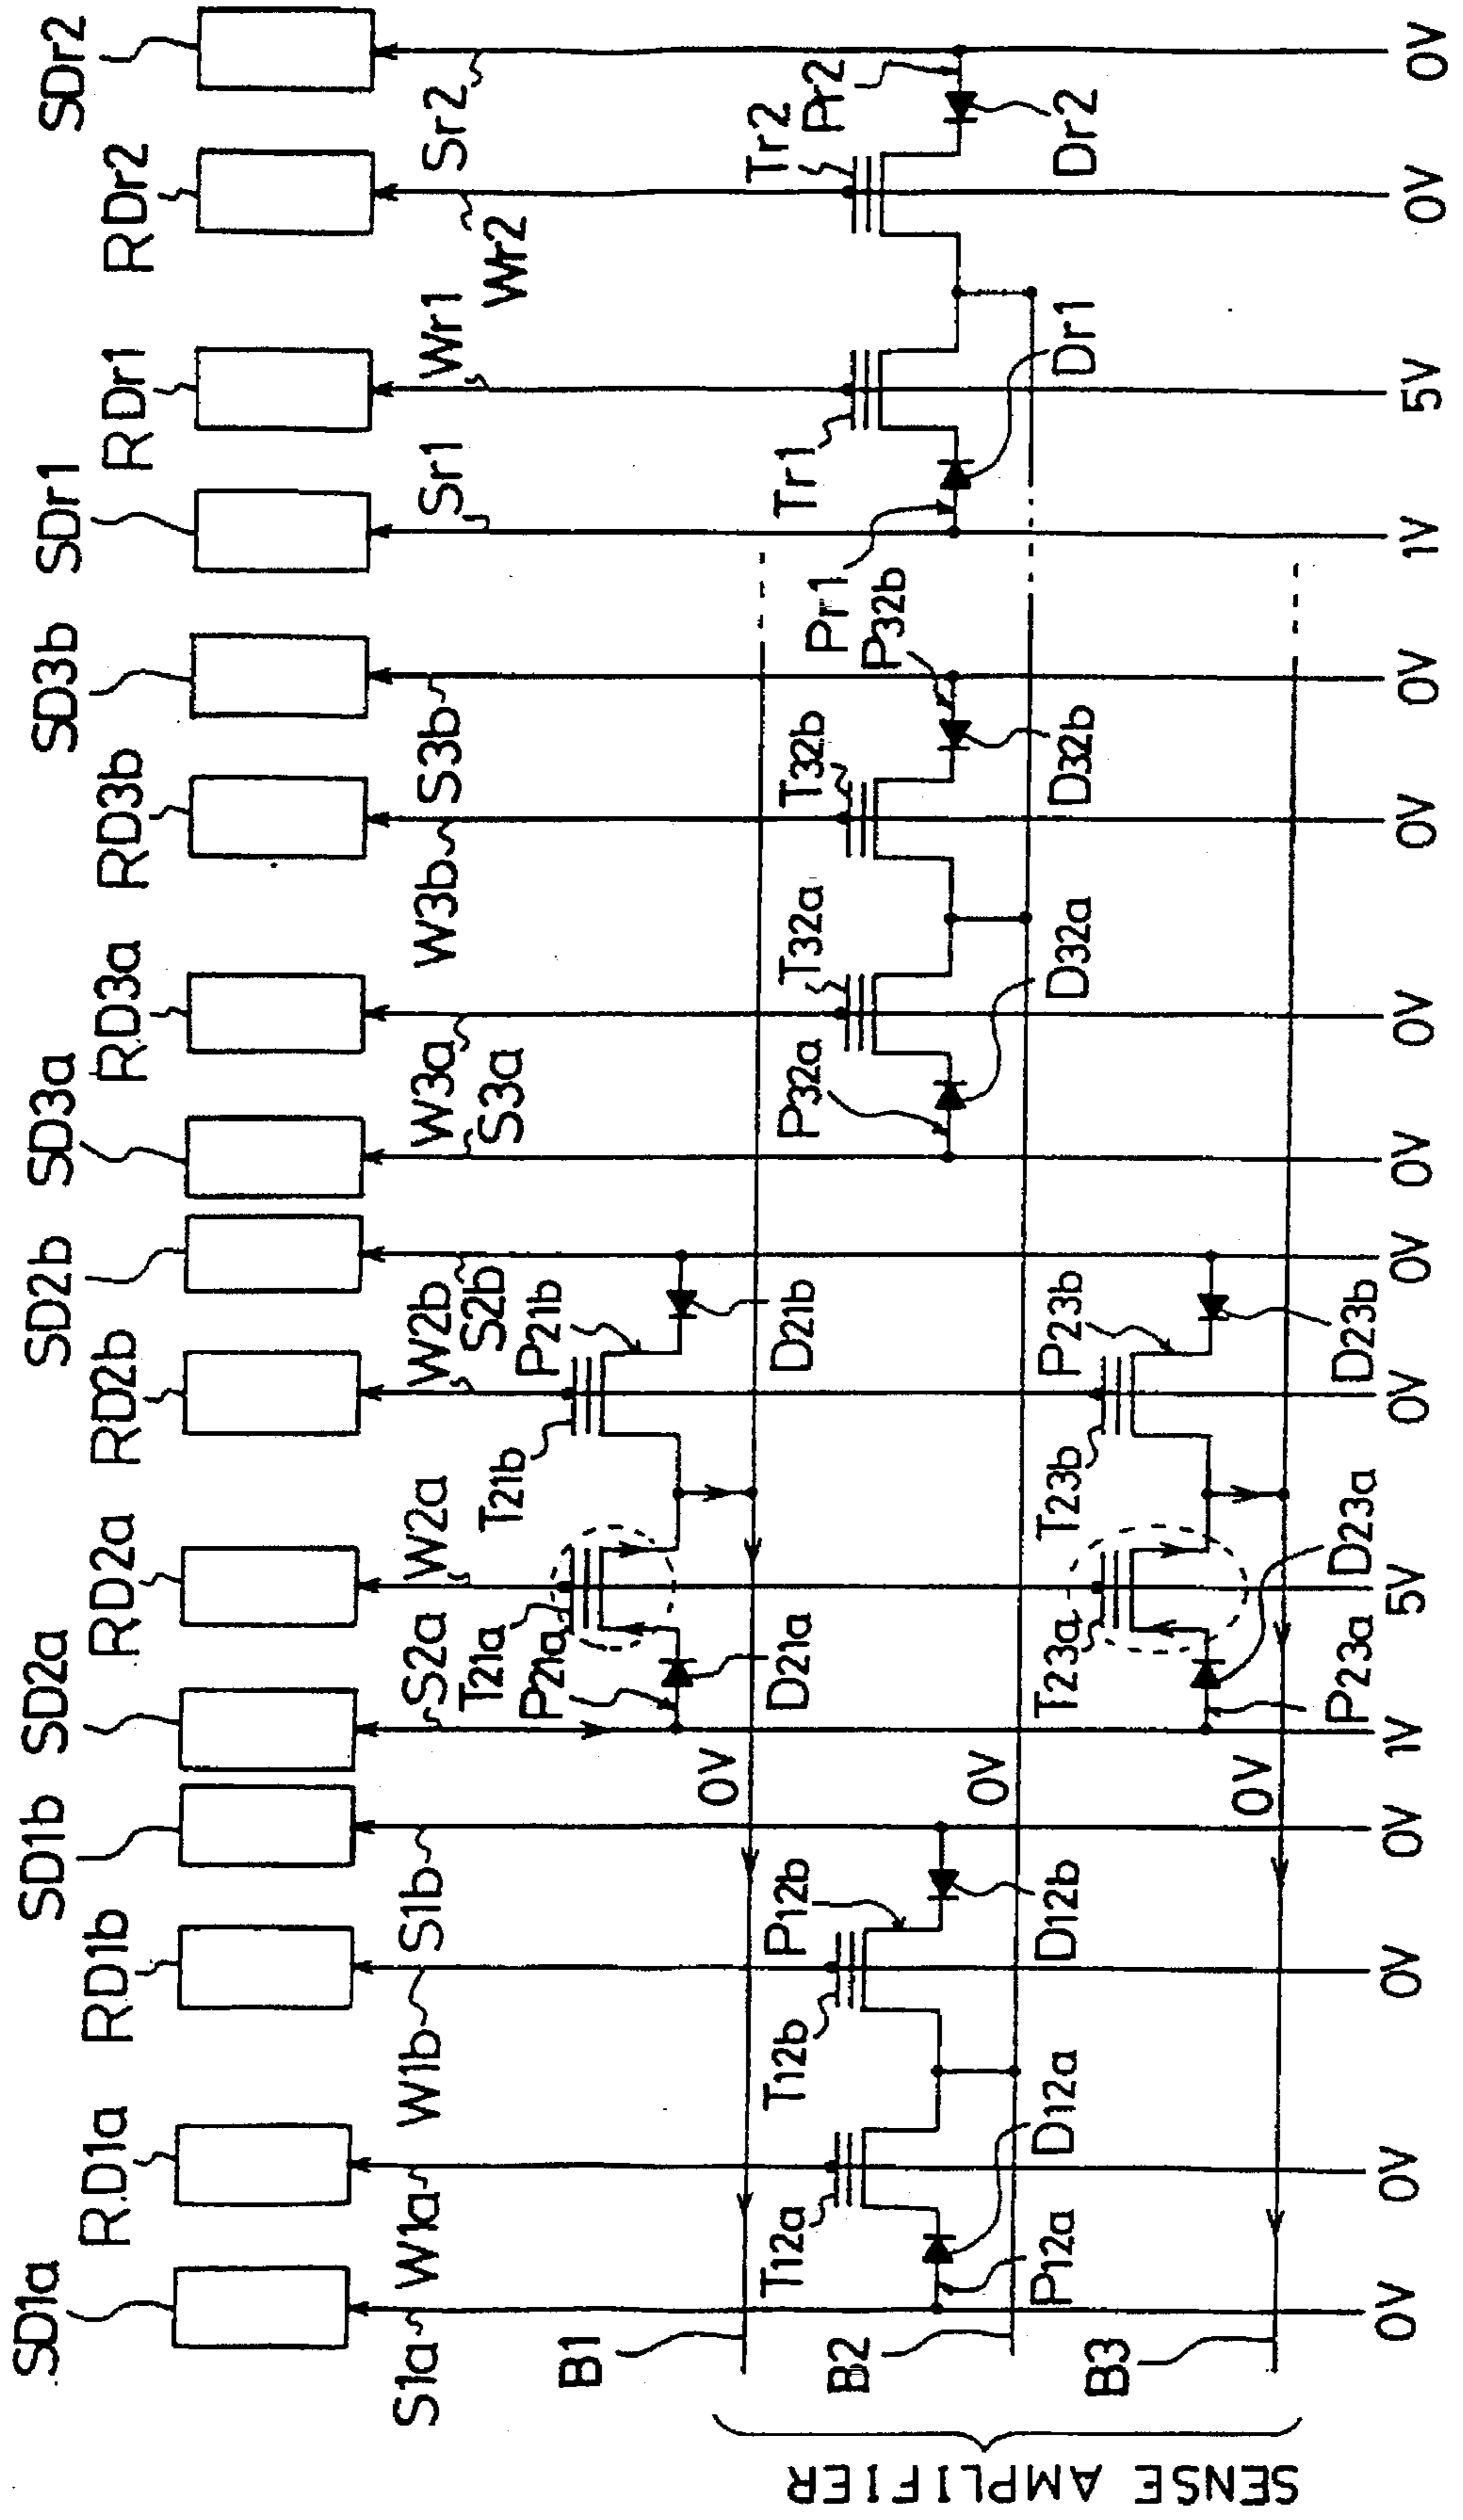 SD1a
RD1a
RD1b
SD1b
SD2a
RD2a
RD2b
SD2b
SD3a
RD3a
RD3b
SD3b
SDr1
RDr1
RDr2
SDr2
S1a
W1a
W1b
S1b
S2a
W2a
W2b
S2b
W3a
S3a
W3b
S3b
Sr1
Wr1
Wr2
Sr2
T21a
P21a
T21b
P21b
D21a
D21b
B1
0V
T12a
T12b
P12b
P32a
T32a
T32b
P32b
Pr1
Tr1
Tr2
Pr2
B2
0V
P12a
D12a
D12b
D32a
D32b
Dr1
Dr2
T23a
T23b
P23b
B3
0V
P23a
D23a
D23b
0V
0V
0V
0V
1V
5V
0V
0V
0V
0V
0V
0V
1V
5V
0V
0V
SENSE AMPLIFIER